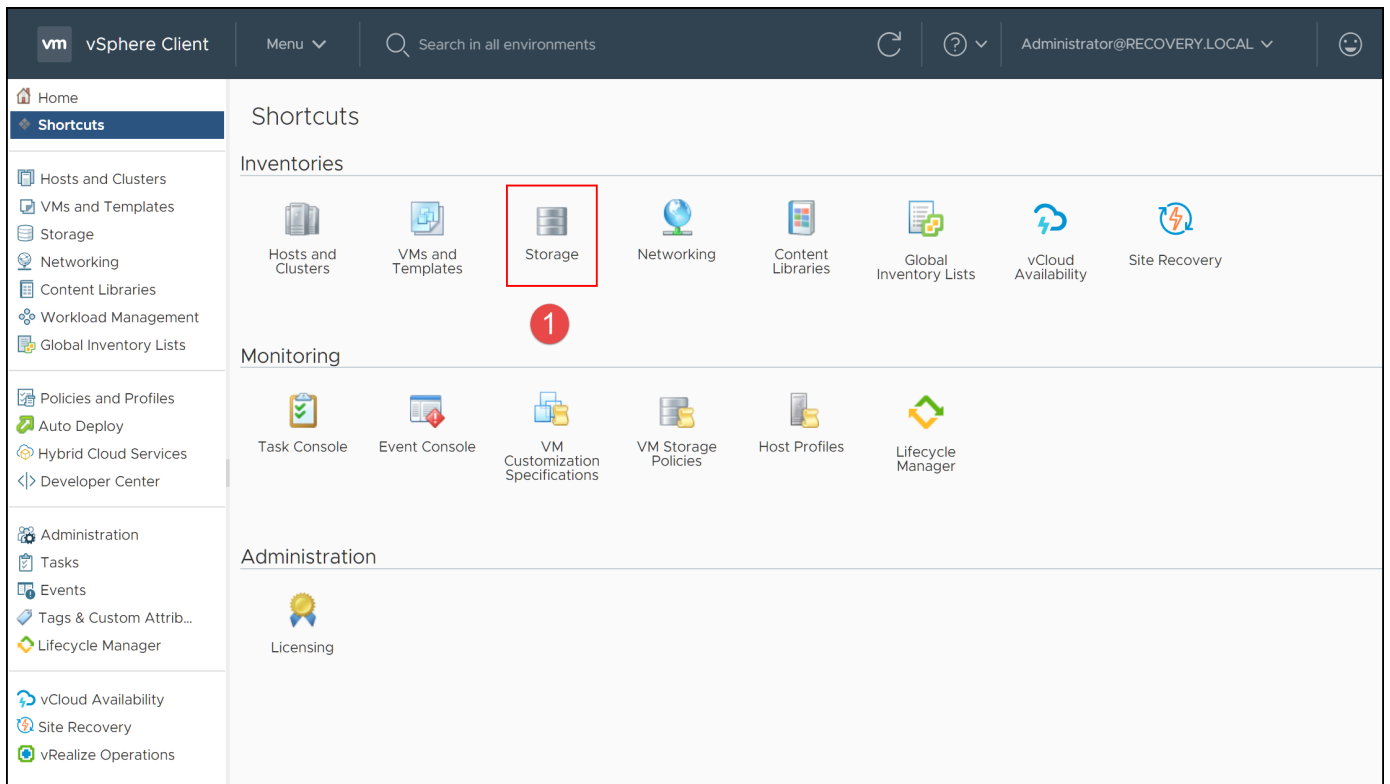 vm vSphere Client Menu Search in all environments ? Administrator@RECOVERY.LOCAL
Home
Shortcuts
Hosts and Clusters
VMs and Templates
Storage
Networking
Content Libraries
Workload Management
Global Inventory Lists
Policies and Profiles
Auto Deploy
Hybrid Cloud Services
Developer Center
Administration
Tasks
Events
Tags & Custom Attrib...
Lifecycle Manager
vCloud Availability
Site Recovery
vRealize Operations
Shortcuts
Inventories
Hosts and
Clusters
VMs and
Templates
Storage
Networking
Content
Libraries
Global
Inventory Lists
vCloud
Availability
Site Recovery
1
Monitoring
Task Console
Event Console
VM
Customization
Specifications
VM Storage
Policies
Host Profiles
Lifecycle
Manager
Administration
Licensing